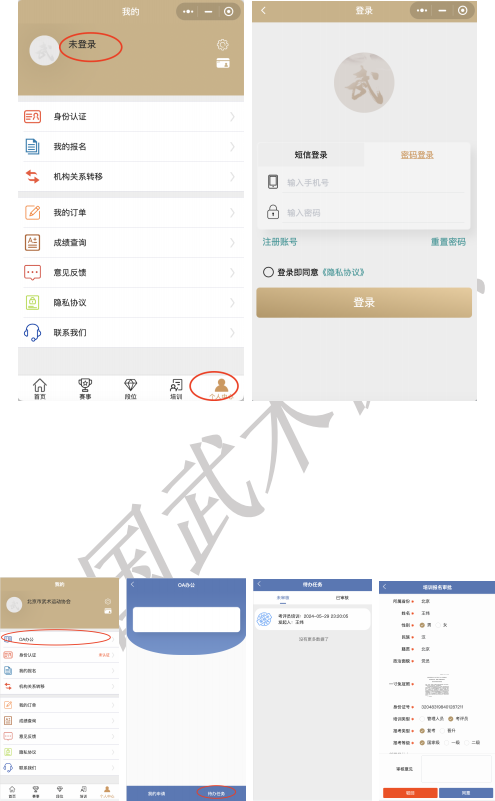 我的
未登录
身份认证
我的报名
机构关系转移
我的订单
成绩查询
意见反馈
隐私协议
联系我们
首页
赛事
段位
培训
个人中心
登录
武
短信登录
密码登录
输入手机号
输入密码
注册账号
重置密码
登录即同意《隐私协议》
登录
国武术
我的
北京市武术运动协会
OA办公
身份认证
我的报名
机构关系转移
我的订单
成绩查询
意见反馈
隐私协议
联系我们
首页
赛事
段位
培训
个人中心
OA办公
我的申请
待办任务
待办任务
未审核
已审核
考评员培训：2024-05-29 23:20:05
发起人：王炜
没有更多数据了
培训报名审批
所属省份
北京
姓名
王炜
性别
男
女
民族
汉
籍贯
北京
政治面貌
党员
一寸免冠照
身份证号
培训类型
管理人员
考评员
报考类型
首考
晋升
报考等级
国家级
一级
二级
审核意见
驳回
同意